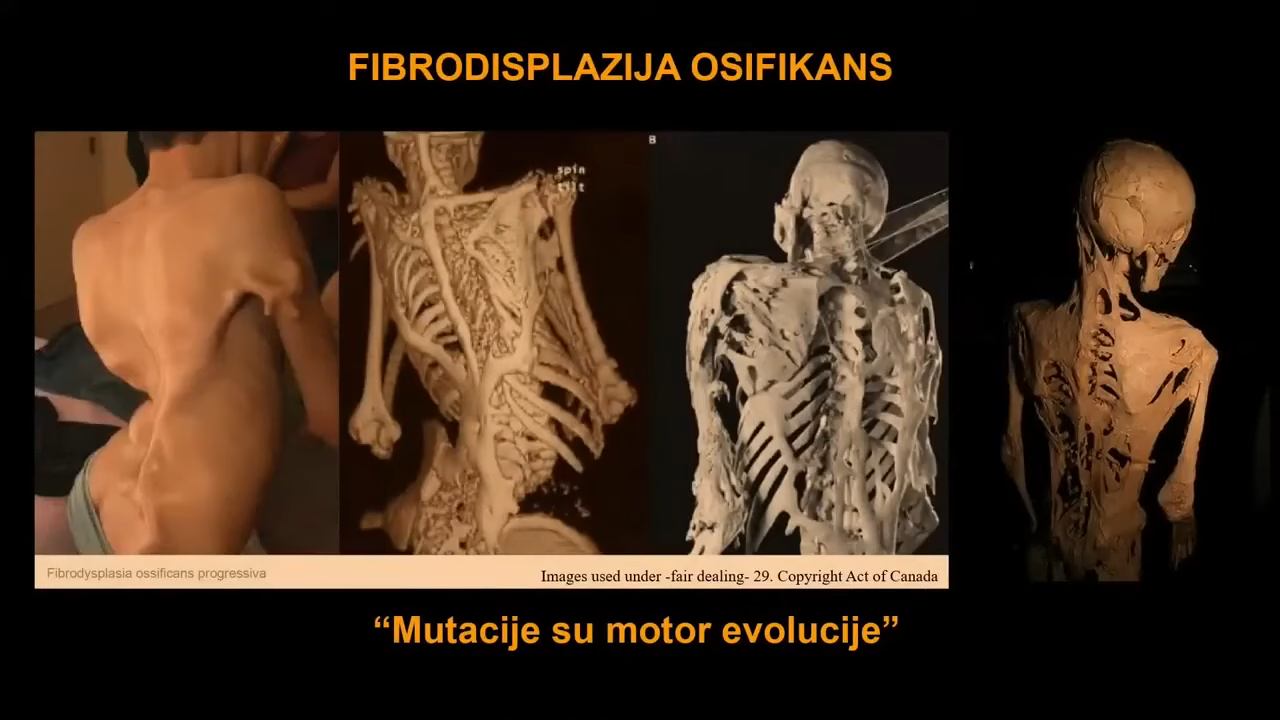 FIBRODISPLAZIJA OSIFIKANS
B
spin
tilt
Fibrodysplasia ossificans progressiva
Images used under -fair dealing- 29. Copyright Act of Canada
“Mutacije su motor evolucije”